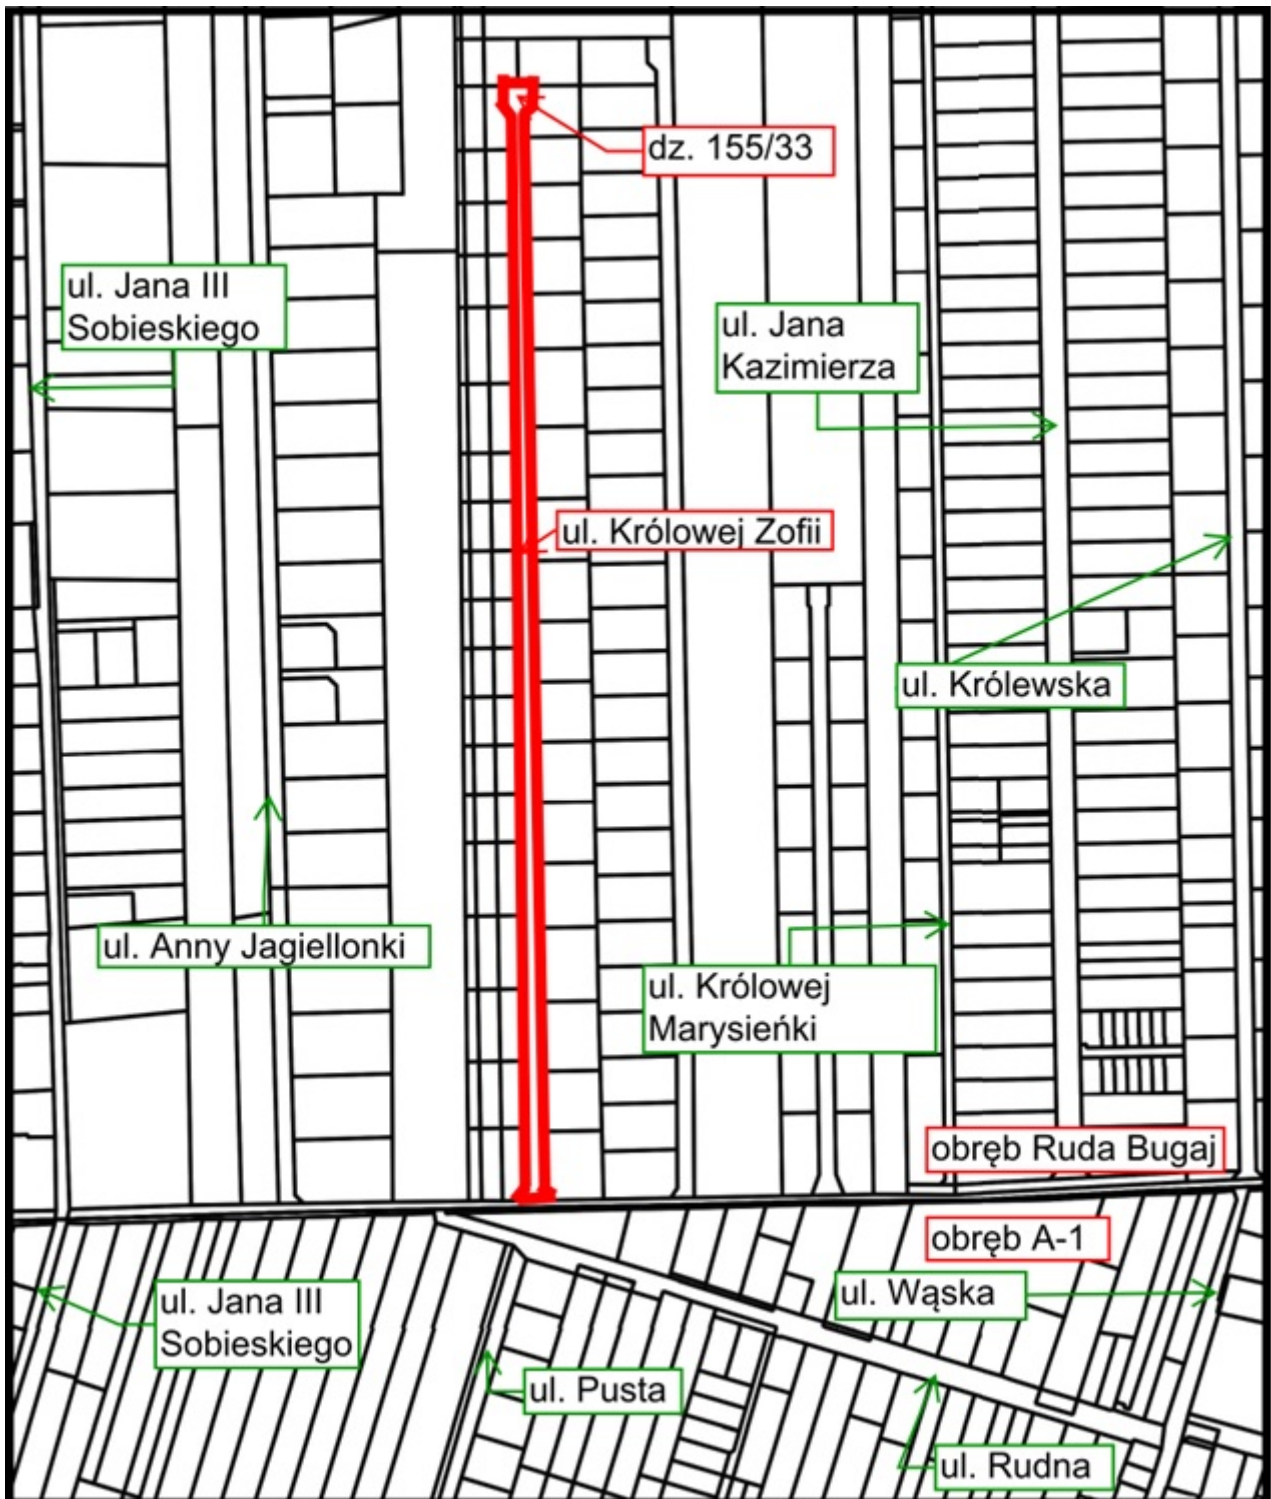 dz. 155/33
ul. Jana III
Sobieskiego
ul. Jana
Kazimierza
ul. Królowej Zofii
ul. Królewska
ul. Anny Jagiellonki
ul. Królowej
Marysieńki
obręb Ruda Bugaj
obręb A-1
ul. Wąska
ul. Jana III
Sobieskiego
ul. Pusta
ul. Rudna